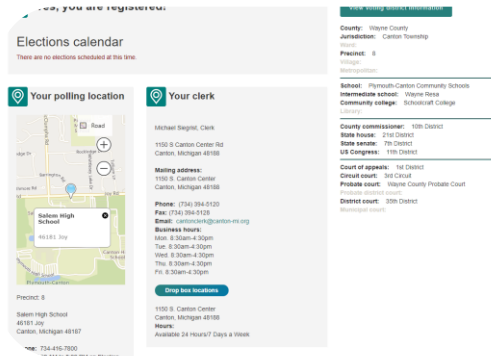 es, you are registered!
Elections calendar
There are no elections scheduled at this time.
Your polling location
Road
Salem High
School
46181 Joy
Plymouth-Canton
Precinct: 8
Salem High School
46181 Joy
Canton, Michigan 48187
734-416-7800
Your clerk
Michael Siegrist, Clerk
1150 S Canton Center Rd
Canton, Michigan 48188
Mailing address:
1150 S. Canton Center
Canton, Michigan 48188
Phone: (734) 394-5120
Fax: (734) 394-5128
Email: cantonclerk@canton-mi.org
Business hours:
Mon: 8:30am-4:30pm
Tue: 8:30am-4:30pm
Wed: 8:30am-4:30pm
Thu: 8:30am-4:30pm
Fri: 8:30am-4:30pm
Drop box locations
1150 S. Canton Center
Canton, Michigan 48188
Hours:
Available 24 Hours/7 Days a Week
View voting district information
County: Wayne County
Jurisdiction: Canton Township
Ward:
Precinct: 8
Village:
Metropolitan:
School: Plymouth-Canton Community Schools
Intermediate school: Wayne Resa
Community college: Schoolcraft College
Library:
County commissioner: 10th District
State house: 21st District
State senate: 7th District
US Congress: 11th District
Court of appeals: 1st District
Circuit court: 3rd Circuit
Probate court: Wayne County Probate Court
Probate district court:
District court: 35th District
Municipal court: